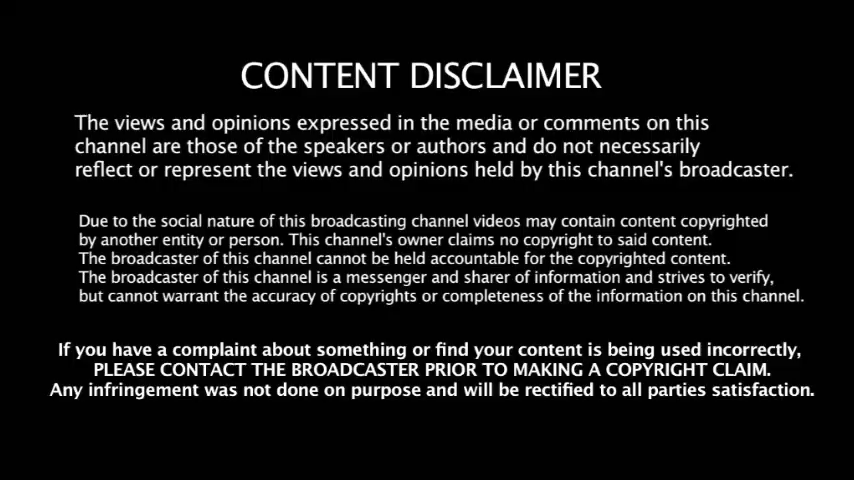 CONTENT DISCLAIMER
The views and opinions expressed in the media or comments on this
channel are those of the speakers or authors and do not necessarily
reflect or represent the views and opinions held by this channel's broadcaster.
Due to the social nature of this broadcasting channel videos may contain content copyrighted
by another entity or person. This channel's owner claims no copyright to said content.
The broadcaster of this channel cannot be held accountable for the copyrighted content.
The broadcaster of this channel is a messenger and sharer of information and strives to verify,
but cannot warrant the accuracy of copyrights or completeness of the information on this channel.
If you have a complaint about something or find your content is being used incorrectly,
PLEASE CONTACT THE BROADCASTER PRIOR TO MAKING A COPYRIGHT CLAIM.
Any infringement was not done on purpose and will be rectified to all parties satisfaction.